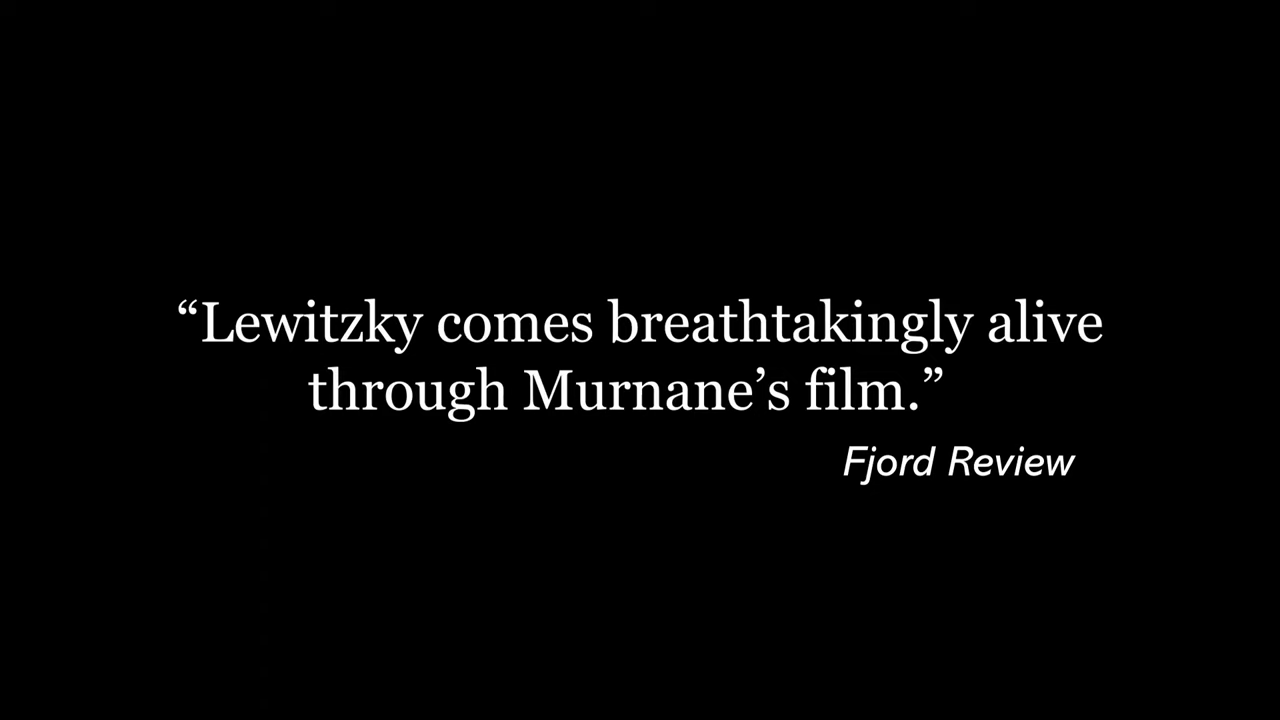 “Lewitzky comes breathtakingly alive
through Murnane’s film.”
Fjord Review